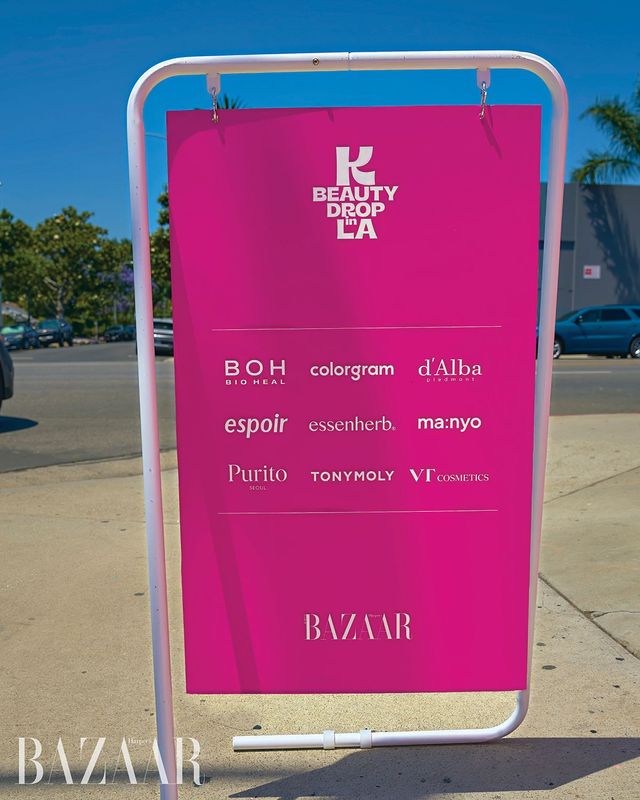 K
BEAUTY
DROP
in
LA
BOH
BIO HEAL
colorgram
d'Alba
piedmont
espoir
essenherb®
ma:nyo
Purito
SEOUL
TONYMOLY
VT COSMETICS
Harper's
BAZAAR
Harper's
BAZAAR